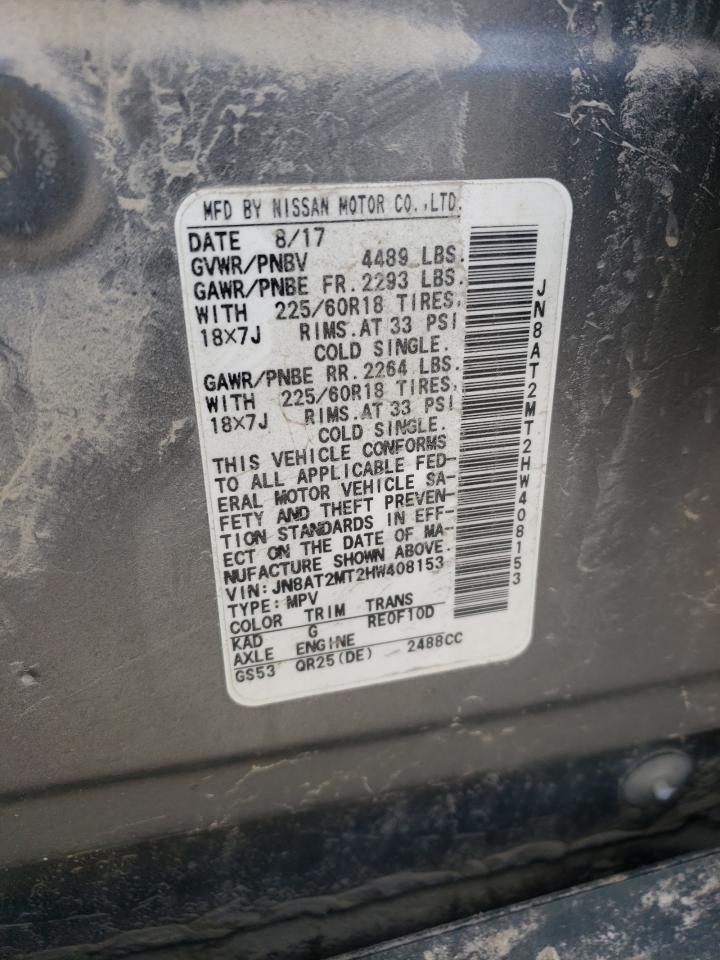 MFD BY NISSAN MOTOR CO.,LTD.
DATE 8/17
GVWR/PNBV 4489 LBS.
GAWR/PNBE FR. 2293 LBS.
WITH 225/60R18 TIRES,
18X7J RIMS.AT 33 PSI
COLD SINGLE.
GAWR/PNBE RR. 2264 LBS.
WITH 225/60R18 TIRES,
18X7J RIMS.AT 33 PSI
COLD SINGLE.
THIS VEHICLE CONFORMS
TO ALL APPLICABLE FED-
ERAL MOTOR VEHICLE SA-
FETY AND THEFT PREVEN-
TION STANDARDS IN EFF-
ECT ON THE DATE OF MA-
NUFACTURE SHOWN ABOVE.
VIN:JN8AT2MT2HW408153
TYPE:MPV
COLOR TRIM TRANS
KAD G RE0F10D
AXLE ENGINE
GS53 QR25(DE) 2488CC
JN8AT2MT2HW408153